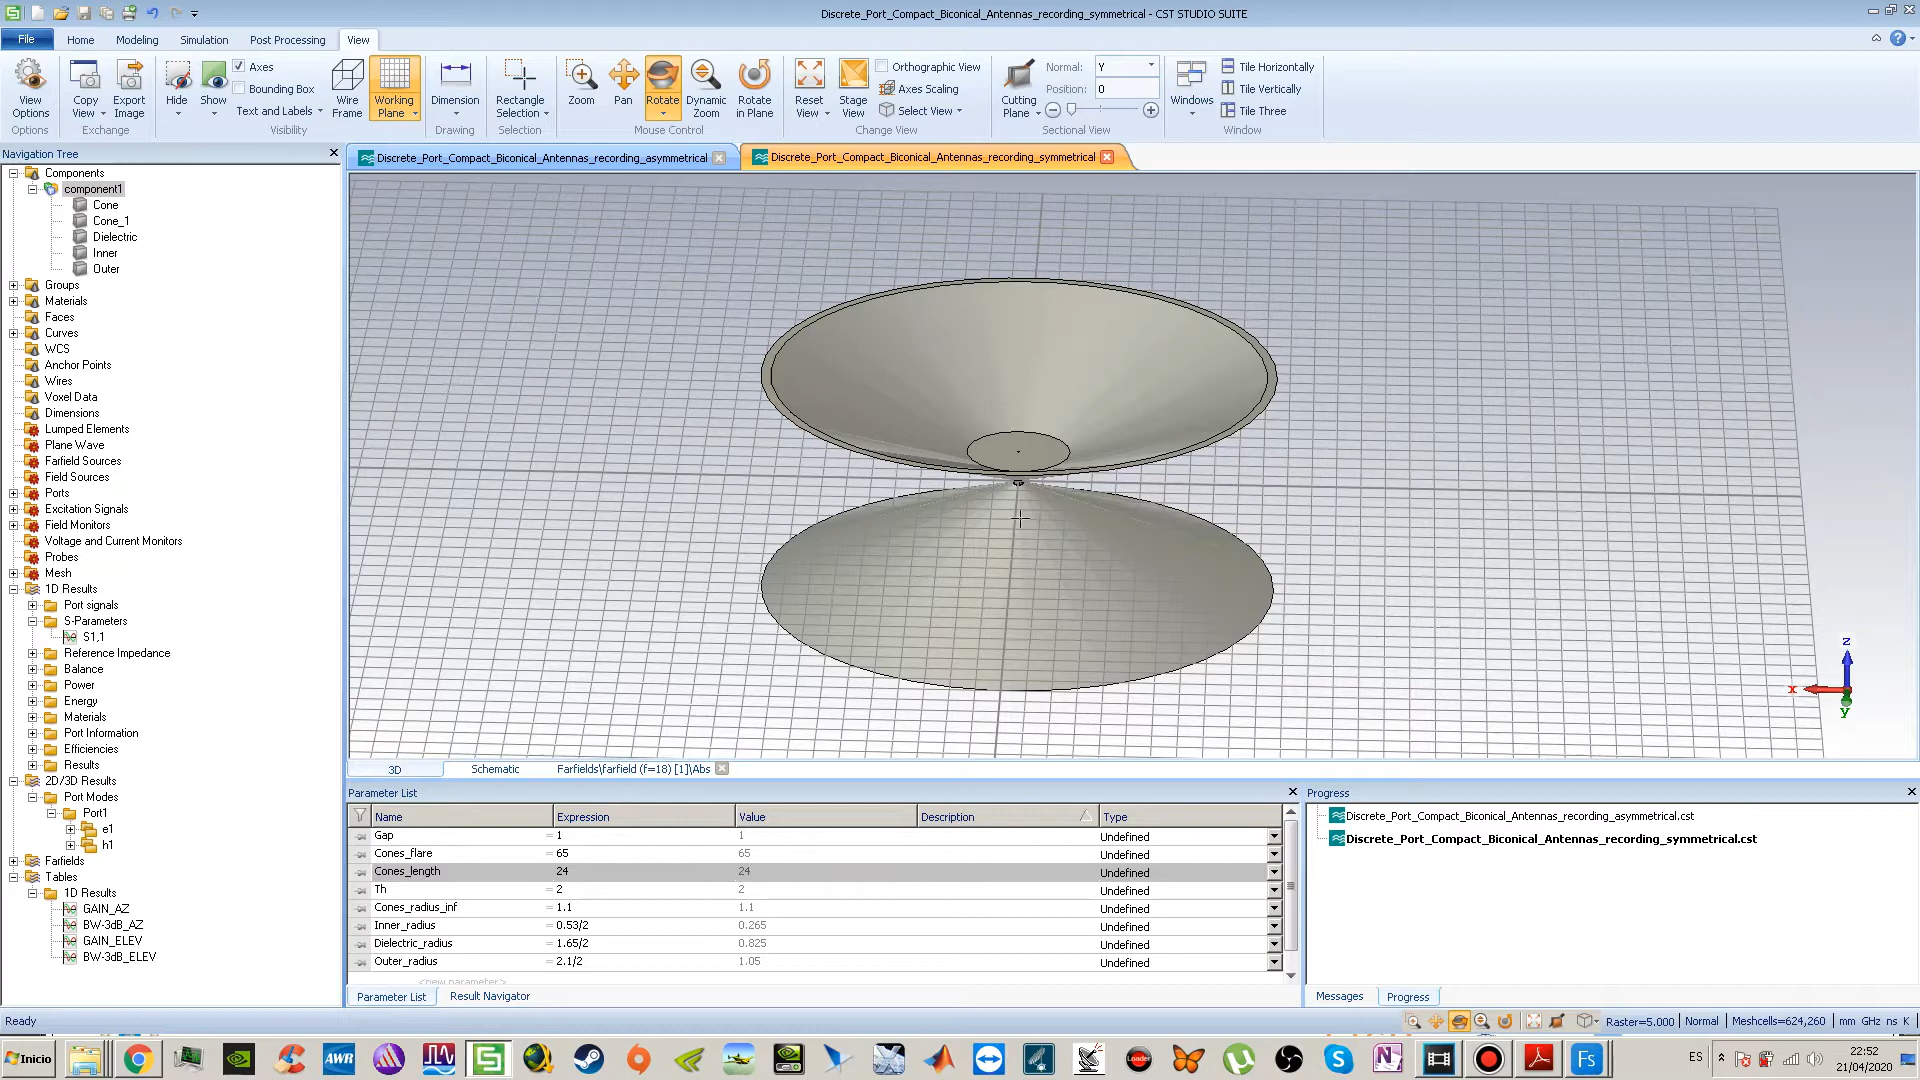 Discrete_Port_Compact_Biconical_Antennas_recording_symmetrical - CST STUDIO SUITE
File Home Modeling Simulation Post Processing View
View Options
Options
Copy View
Export Image
Exchange
Hide
Show
Axes
Bounding Box
Text and Labels
Visibility
Wire Frame
Working Plane
Dimension
Drawing
Rectangle Selection
Selection
Zoom
Pan
Rotate
Dynamic Zoom
Rotate in Plane
Mouse Control
Reset View
Stage View
Orthographic View
Axes Scaling
Select View
Change View
Cutting Plane
Normal: Y
Position: 0
Sectional View
Windows
Tile Horizontally
Tile Vertically
Tile Three
Window
Navigation Tree
Components
component1
Cone
Cone_1
Dielectric
Inner
Outer
Groups
Materials
Faces
Curves
WCS
Anchor Points
Wires
Voxel Data
Dimensions
Lumped Elements
Plane Wave
Farfield Sources
Field Sources
Ports
Excitation Signals
Field Monitors
Voltage and Current Monitors
Probes
Mesh
1D Results
Port signals
S-Parameters
S1,1
Reference Impedance
Balance
Power
Energy
Materials
Port Information
Efficiencies
Results
2D/3D Results
Port Modes
Port1
e1
h1
Farfields
Tables
1D Results
GAIN_AZ
BW-3dB_AZ
GAIN_ELEV
BW-3dB_ELEV
Discrete_Port_Compact_Biconical_Antennas_recording_asymmetrical
Discrete_Port_Compact_Biconical_Antennas_recording_symmetrical
z
x
y
3D Schematic Farfields\farfield (f=18) [1]\Abs
Parameter List
Name Expression Value Description Type
Gap = 1 1 Undefined
Cones_flare = 65 65 Undefined
Cones_length 24 24 Undefined
Th = 2 2 Undefined
Cones_radius_inf = 1.1 1.1 Undefined
Inner_radius = 0.53/2 0.265 Undefined
Dielectric_radius = 1.65/2 0.825 Undefined
Outer_radius = 2.1/2 1.05 Undefined
<new parameter>
Parameter List Result Navigator
Progress
Discrete_Port_Compact_Biconical_Antennas_recording_asymmetrical.cst
Discrete_Port_Compact_Biconical_Antennas_recording_symmetrical.cst
Messages Progress
Ready
Raster=5.000 Normal Meshcells=624,260 mm GHz ns K
Inicio
AWR
Loader
Fs
ES
22:52
21/04/2020